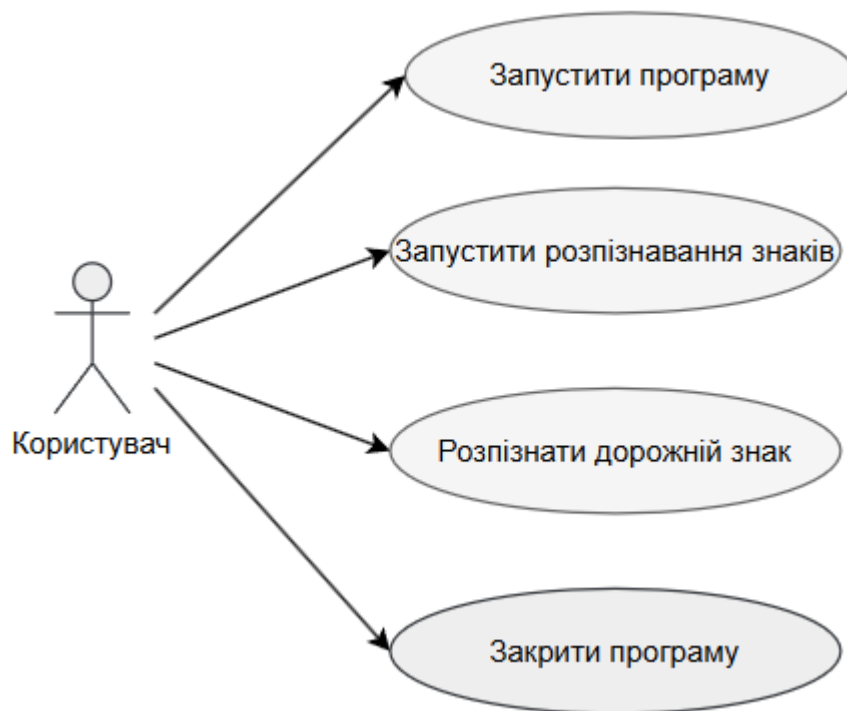 Запустити програму
Запустити розпізнавання знаків
Користувач
Розпізнати дорожній знак
Закрити програму